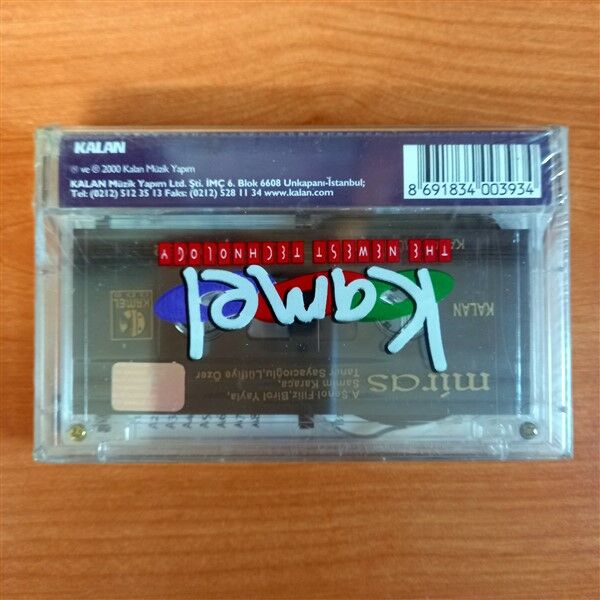 KALAN
℗ ve © 2000 Kalan Müzik Yapım
KALAN Müzik Yapım Ltd. Şti. İMÇ 6. Blok 6608 Unkapanı-İstanbul;
Tel: (0212) 512 35 13 Faks: (0212) 528 11 34 www.kalan.com
8 691834 003934
THE NEWEST TECHNOLOGY
Kamel
KALAN
KAMEL
miras
A.Şenol Filiz, Birol Yayla,
Samim Karaca,
Taner Sayacıoğlu, Lütfiye Özer